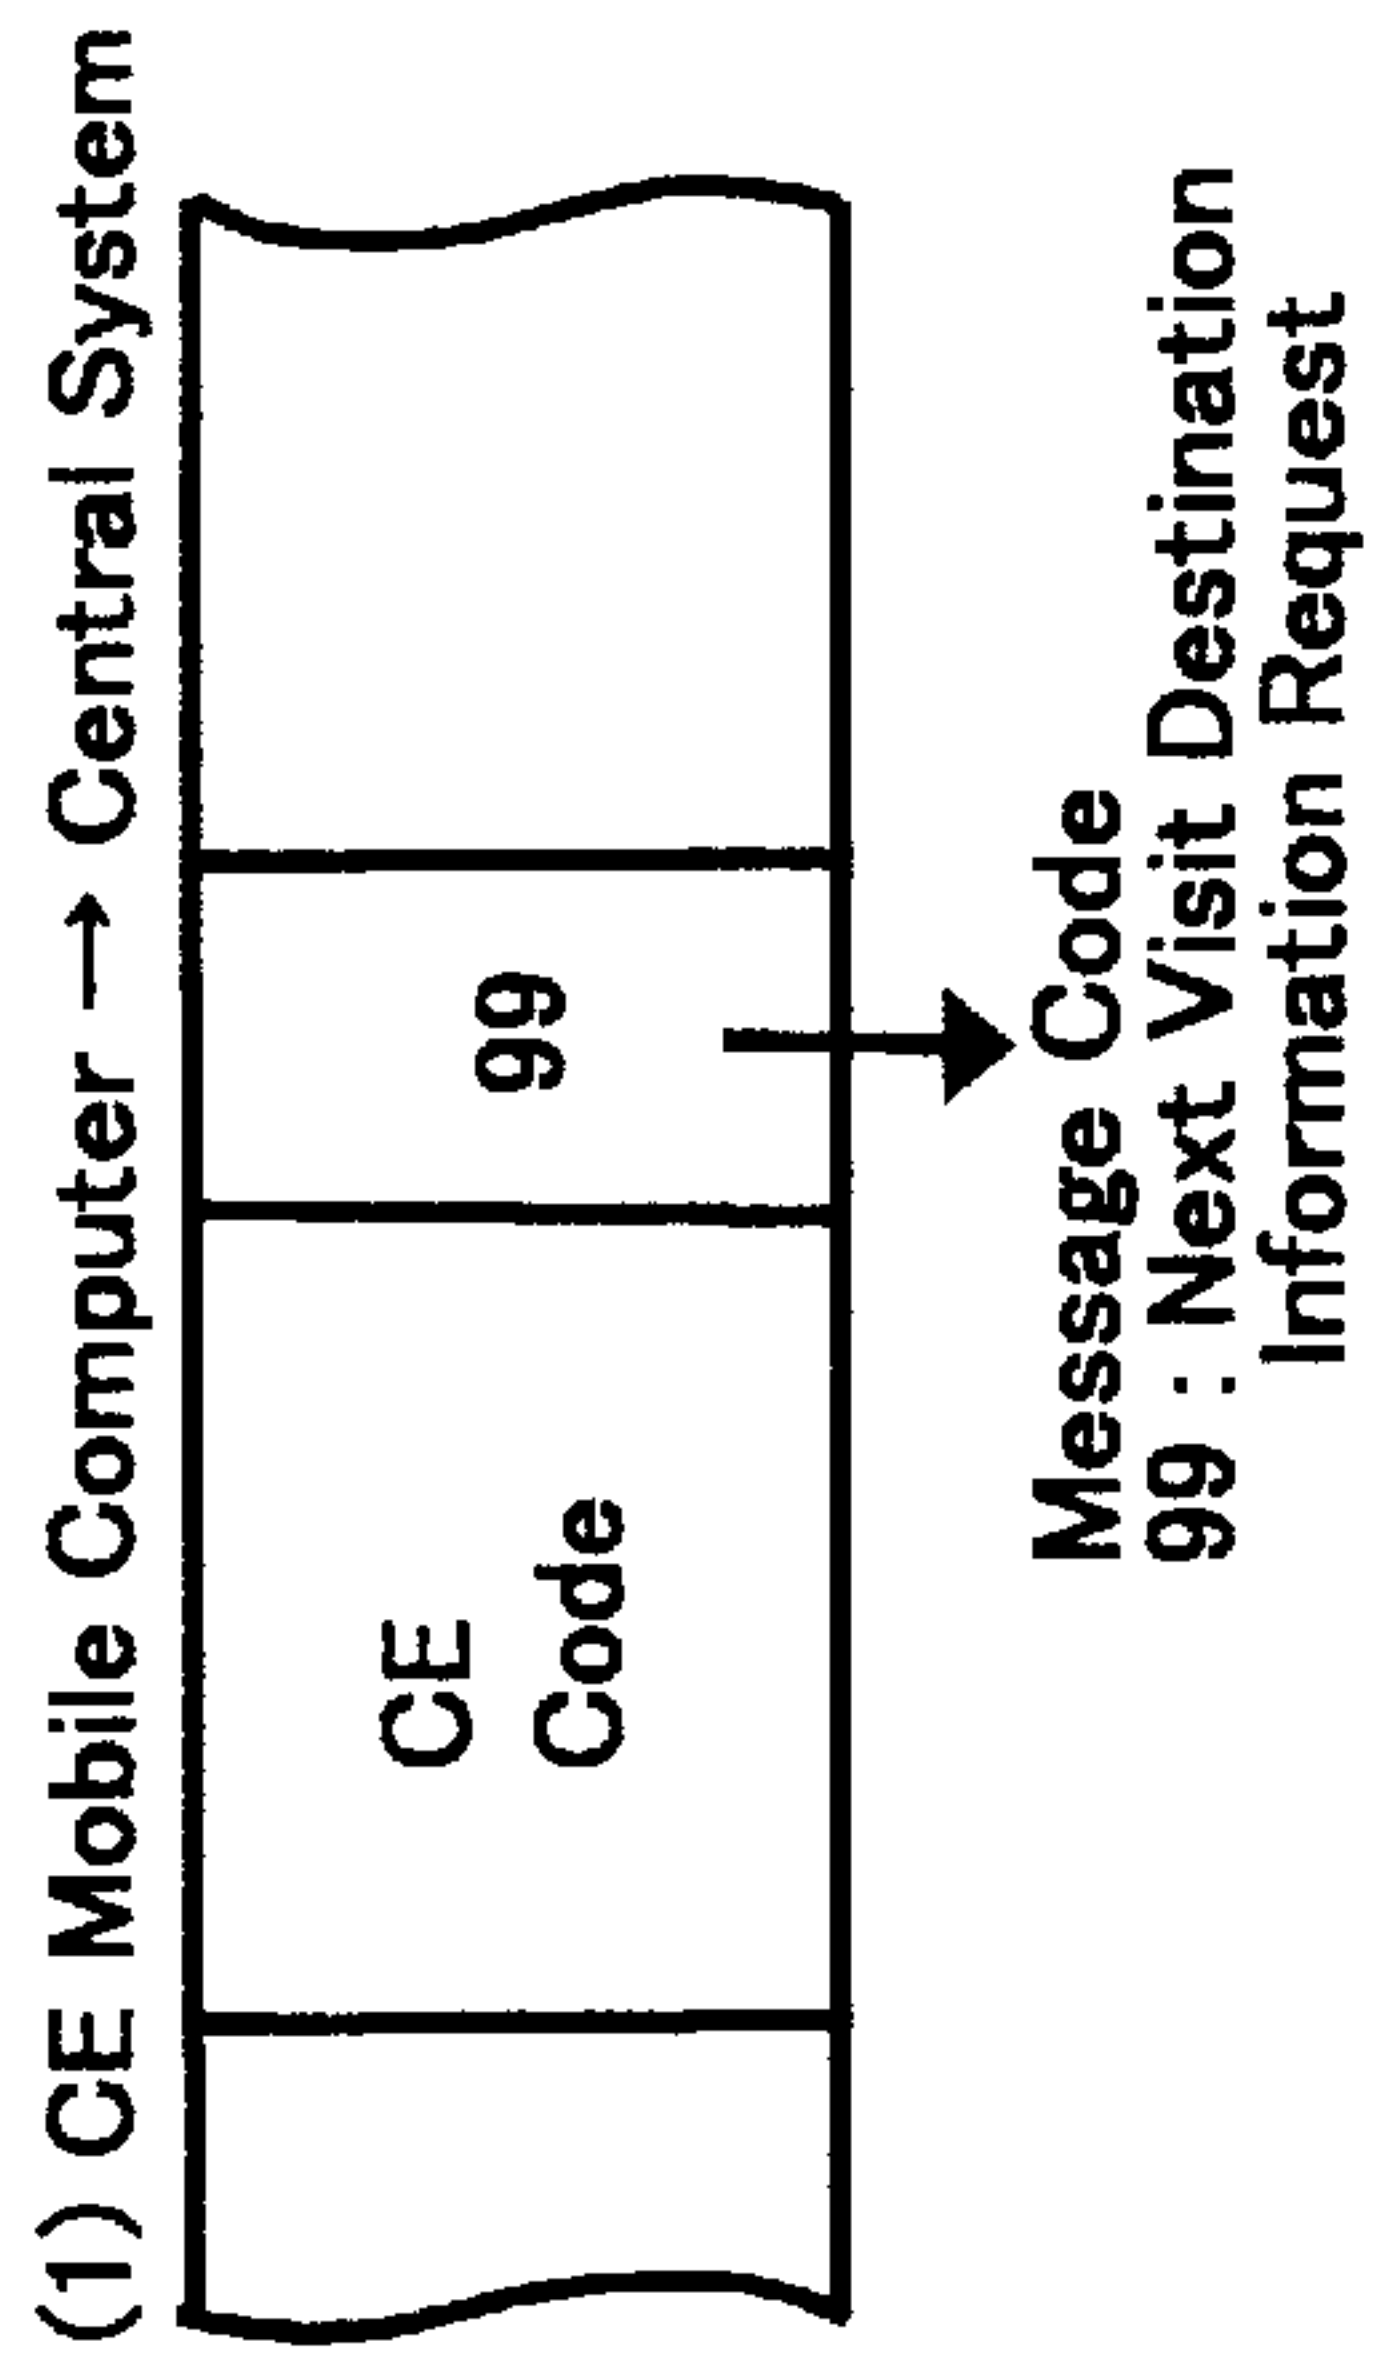 (1) CE Mobile Computer → Central System
CE
Code
99
Message Code
99 : Next Visit Destination
Information Request